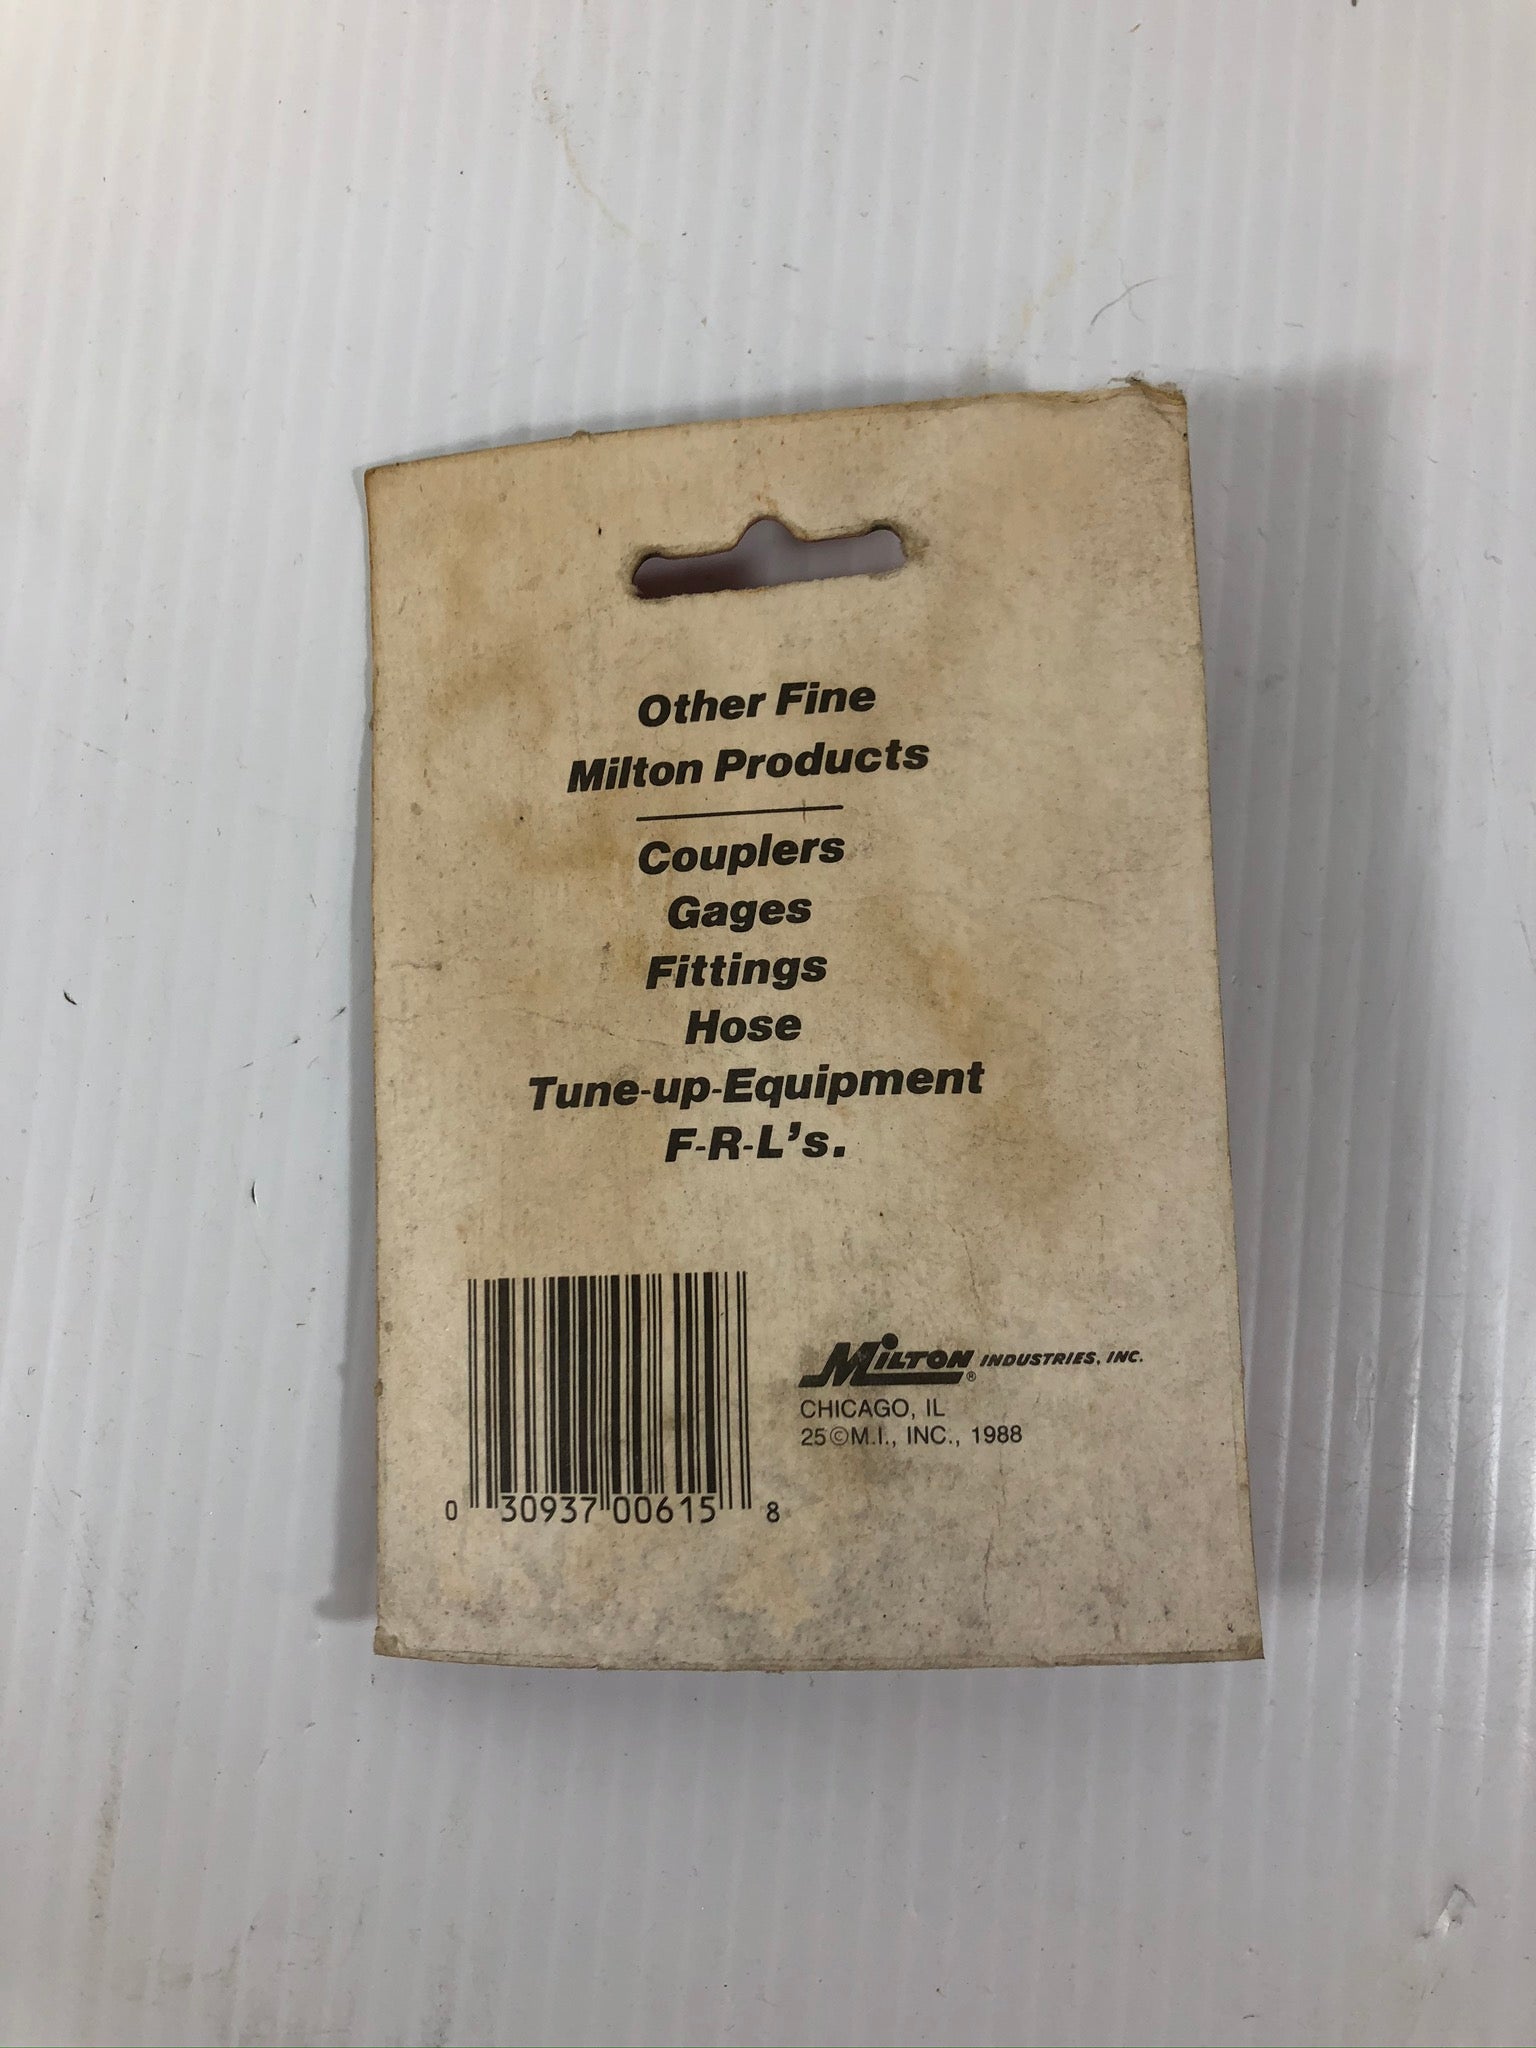 Other Fine
Milton Products
Couplers
Gages
Fittings
Hose
Tune-up-Equipment
F-R-L's.
MILTON® INDUSTRIES, INC.
CHICAGO, IL
25©M.I., INC., 1988
0 30937 00615 8